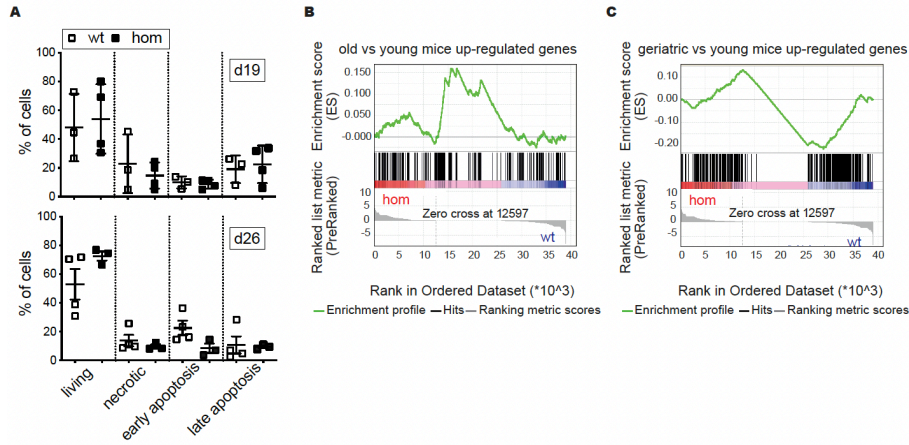 A
wt hom
% of cells
100
80
60
40
20
0
d19
% of cells
100
80
60
40
20
0
d26
living
necrotic
early apoptosis
late apoptosis
B
old vs young mice up-regulated genes
Enrichment score
(ES)
0.150
0.100
0.050
-0.000
Ranked list metric
(PreRanked)
hom
10
5
0
-5
Zero cross at 12597
wt
0 5 10 15 20 25 30 35 40
Rank in Ordered Dataset (*10^3)
Enrichment profile Hits Ranking metric scores
C
geriatric vs young mice up-regulated genes
Enrichment score
(ES)
0.10
0.00
-0.10
-0.20
Ranked list metric
(PreRanked)
hom
10
5
0
-5
Zero cross at 12597
wt
0 5 10 15 20 25 30 35 40
Rank in Ordered Dataset (*10^3)
Enrichment profile Hits Ranking metric scores